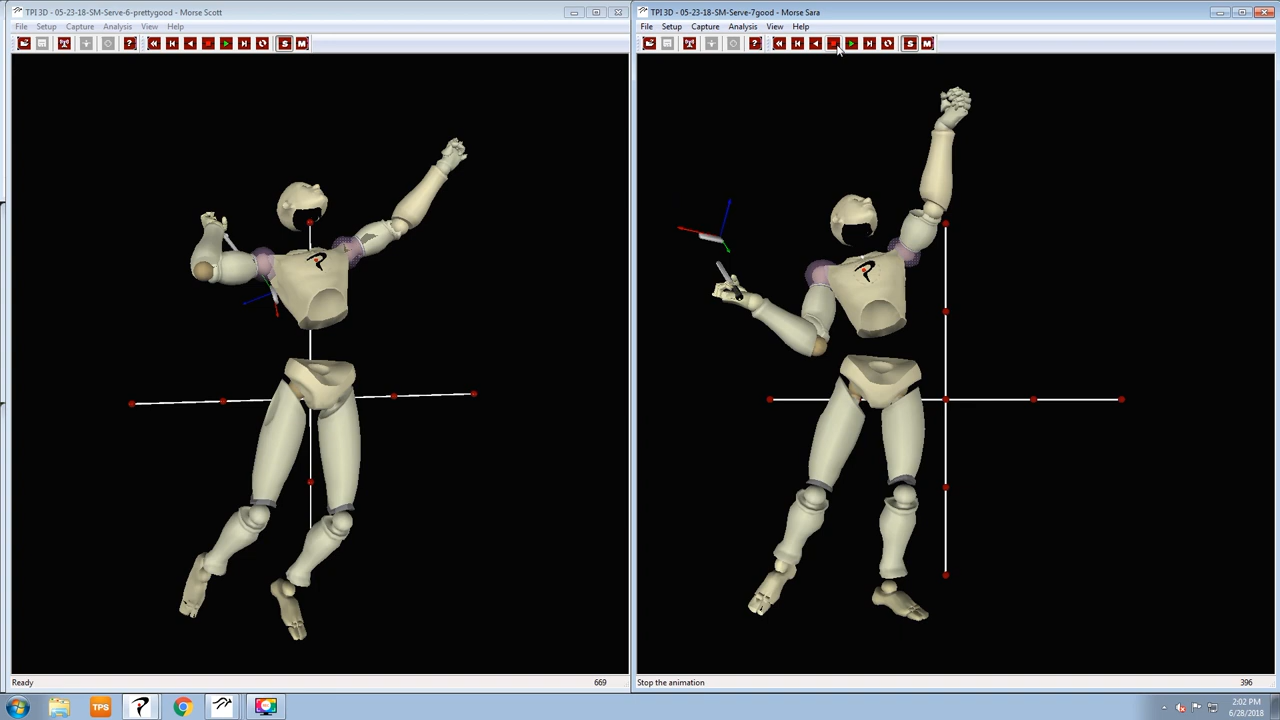 TPI 3D - 05-23-18-SM-Serve-6-prettygood - Morse Scott
File Setup Capture Analysis View Help
S M
Ready 669
TPI 3D - 05-23-18-SM-Serve-7good - Morse Sara
File Setup Capture Analysis View Help
S M
Stop the animation 396
TPS
2:02 PM
6/28/2018